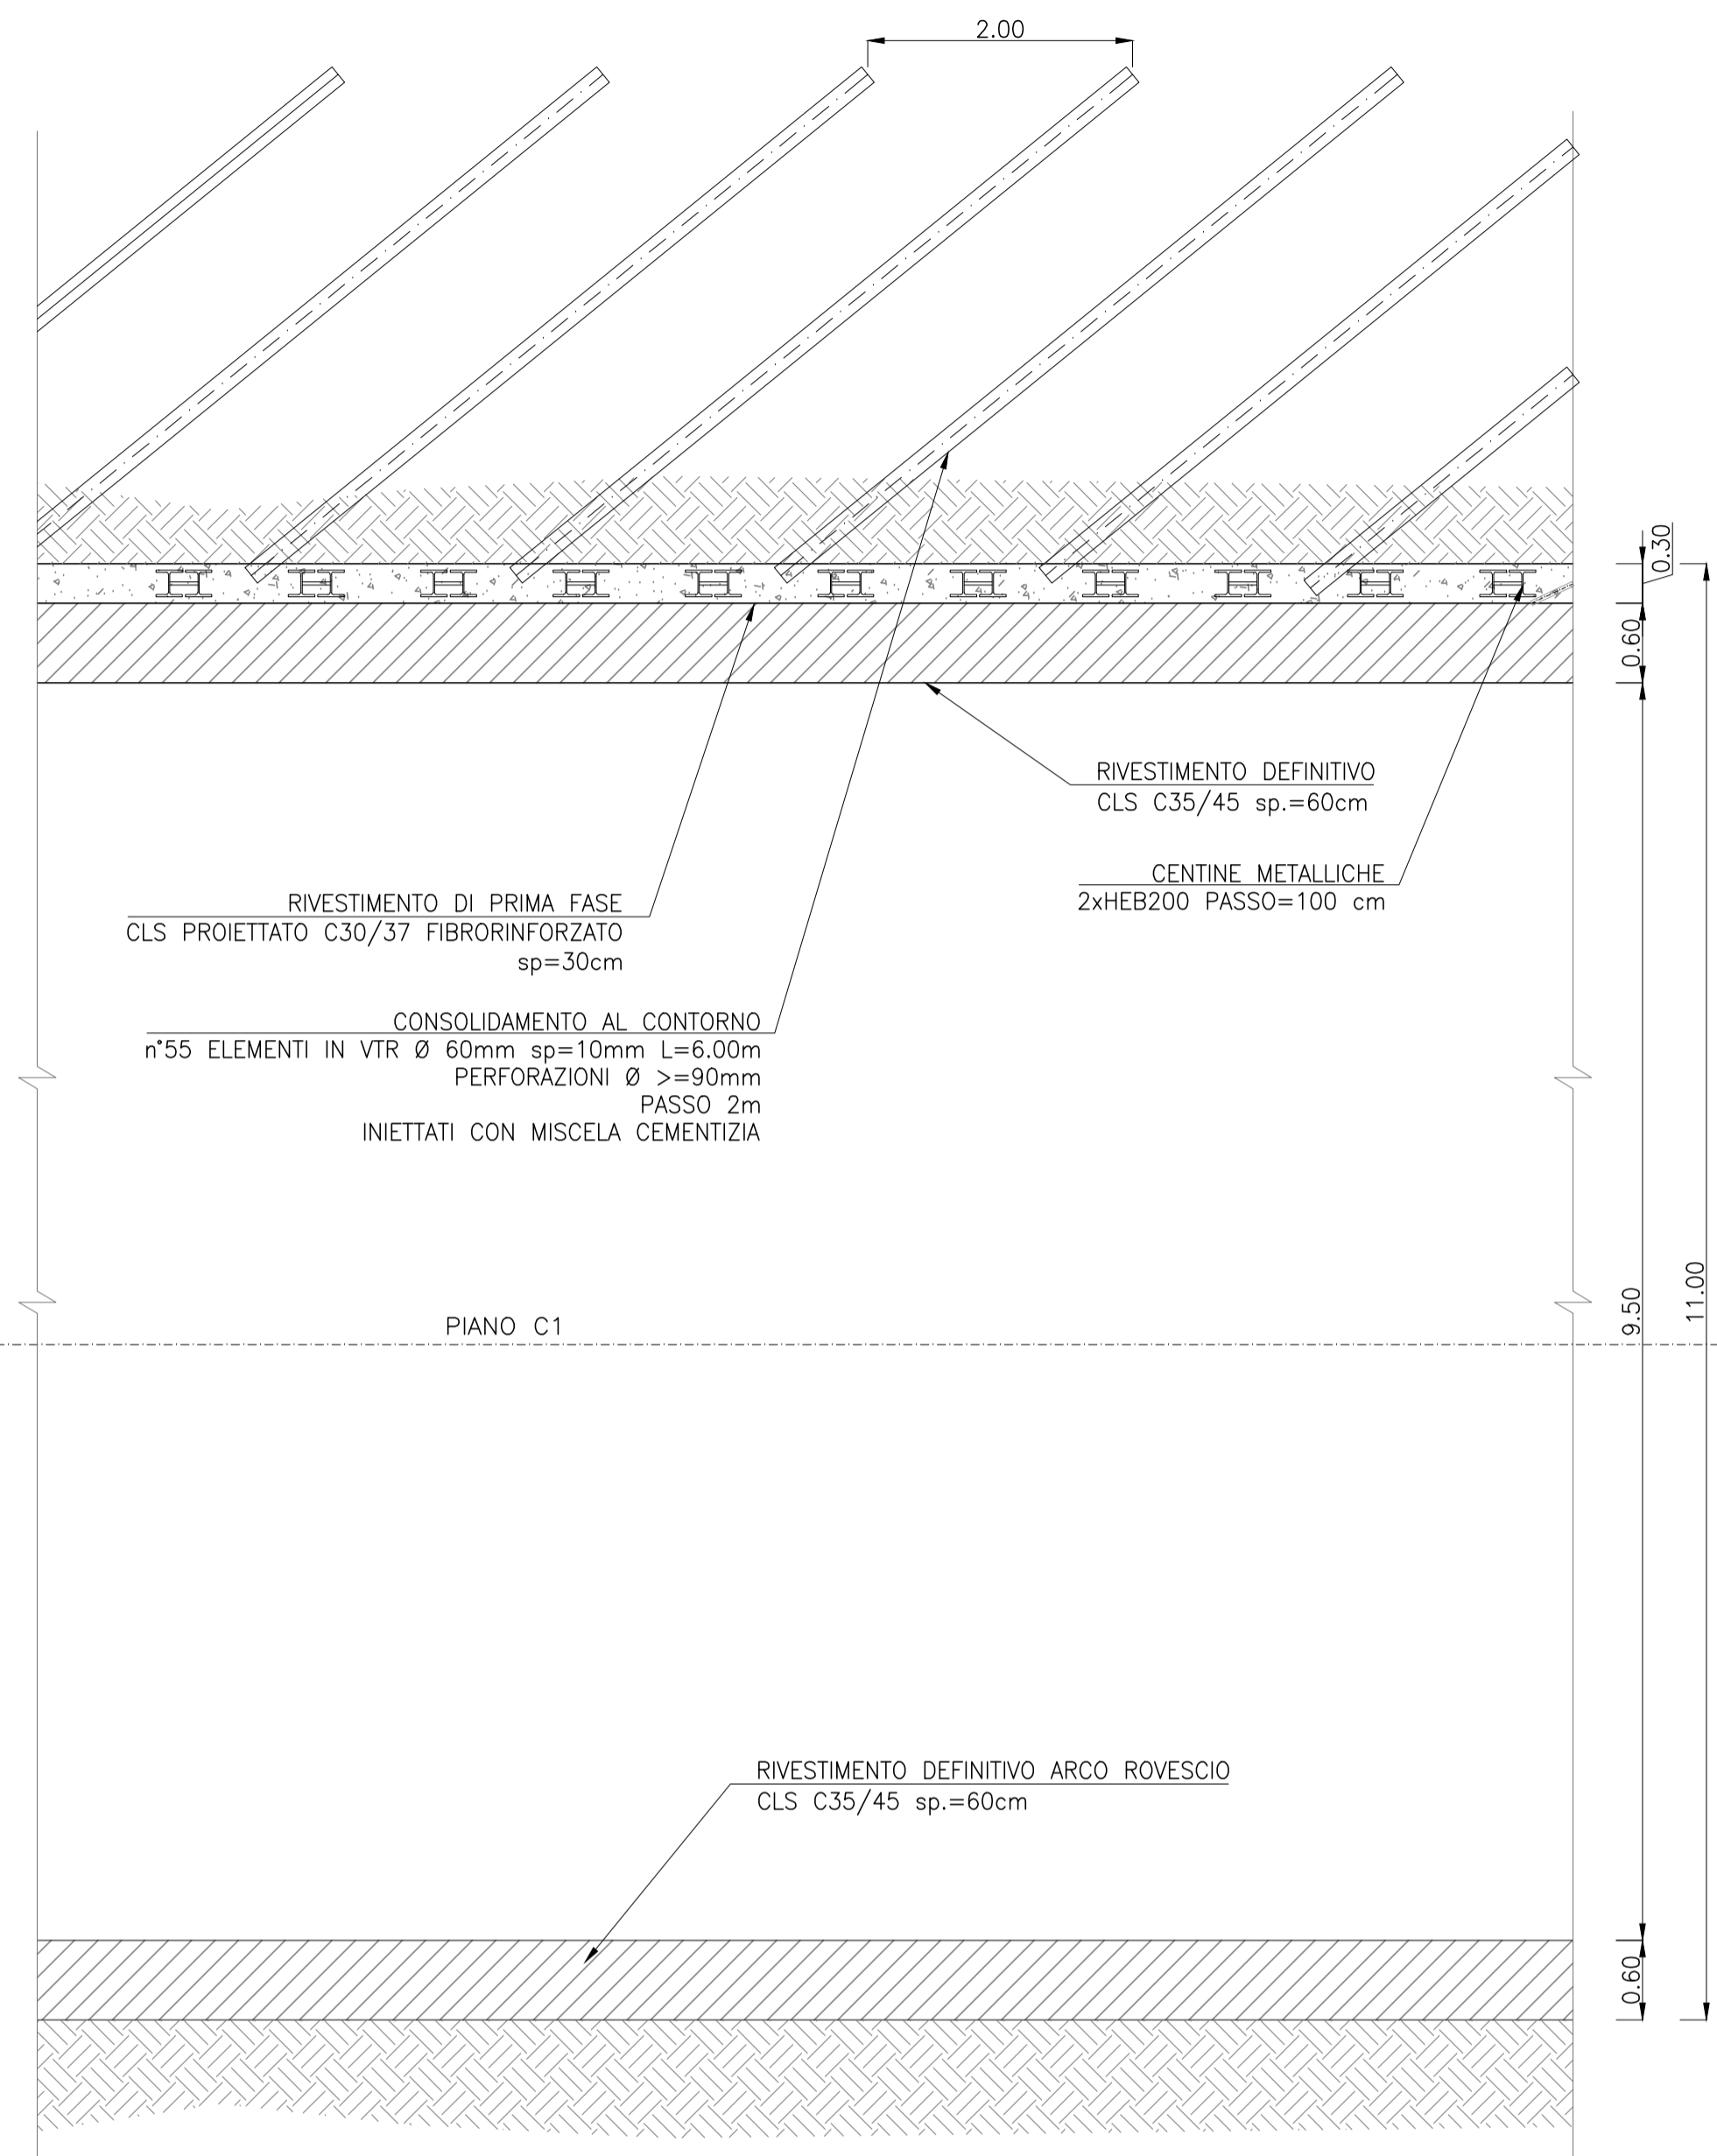 2.00
0.30
0.60
RIVESTIMENTO DEFINITIVO
CLS C35/45 sp.=60cm
CENTINE METALLICHE
2xHEB200 PASSO=100 cm
RIVESTIMENTO DI PRIMA FASE
CLS PROIETTATO C30/37 FIBRORINFORZATO
sp=30cm
CONSOLIDAMENTO AL CONTORNO
n°55 ELEMENTI IN VTR Ø 60mm sp=10mm L=6.00m
PERFORAZIONI Ø >=90mm
PASSO 2m
INIETTATI CON MISCELA CEMENTIZIA
9.50
11.00
PIANO C1
RIVESTIMENTO DEFINITIVO ARCO ROVESCIO
CLS C35/45 sp.=60cm
0.60